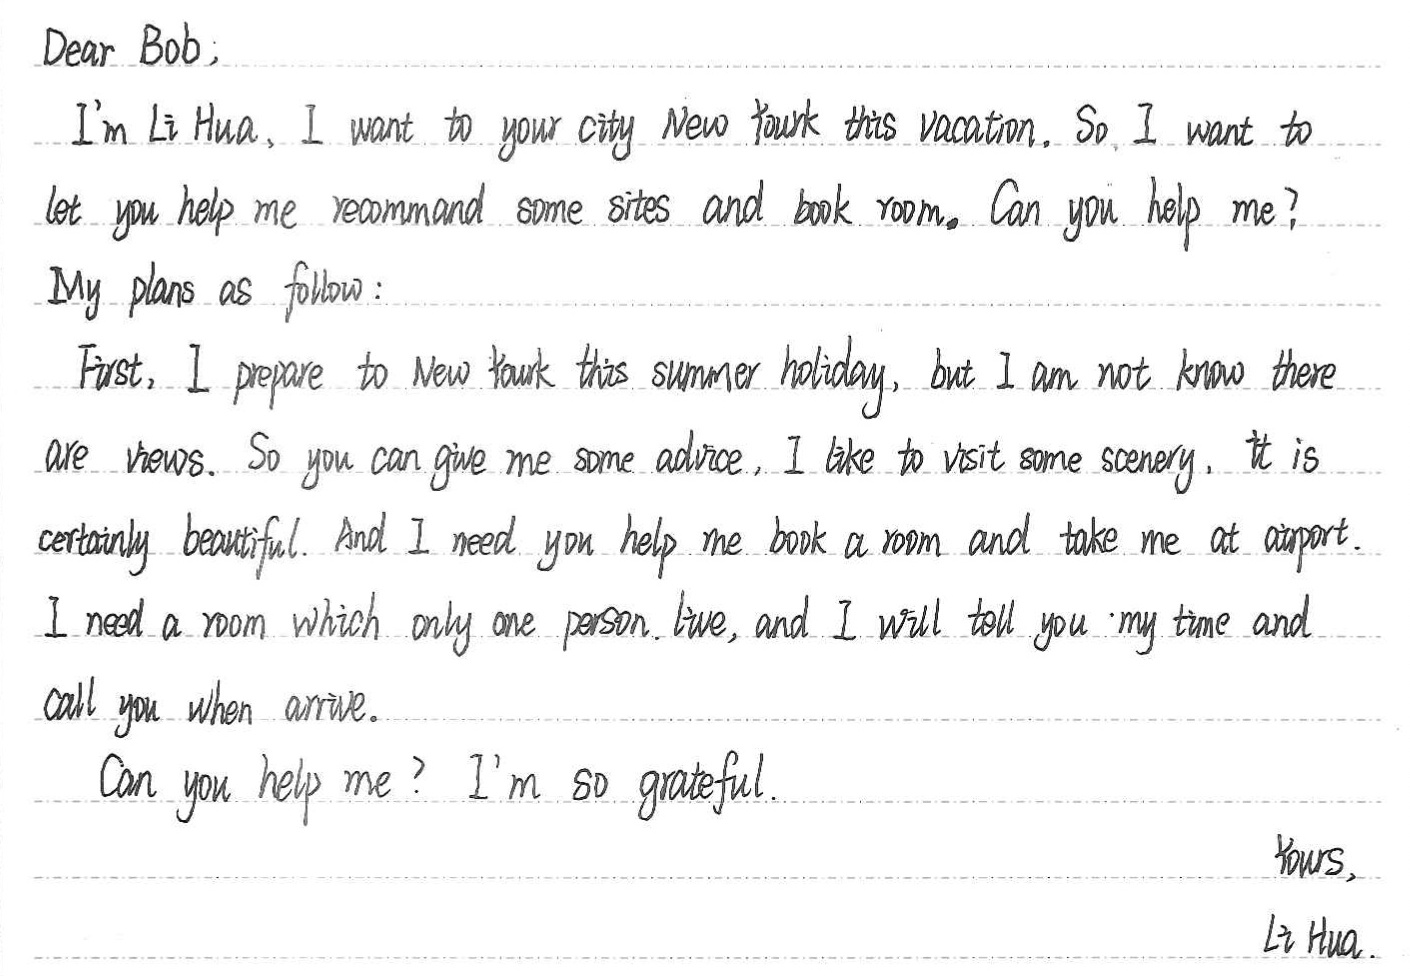 Dear Bob,
I'm Li Hua, I want to your city New Yourk this vacation. So, I want to
let you help me recommand some sites and book room. Can you help me?
My plans as follow:
First, I prepare to New Yourk this summer holiday, but I am not know there
are views. So you can give me some advice, I like to visit some scenery. It is
certainly beautiful. And I need you help me book a room and take me at airport.
I need a room which only one person live, and I will tell you my time and
call you when arrive.
Can you help me? I'm so grateful.
Yours,
Li Hua.